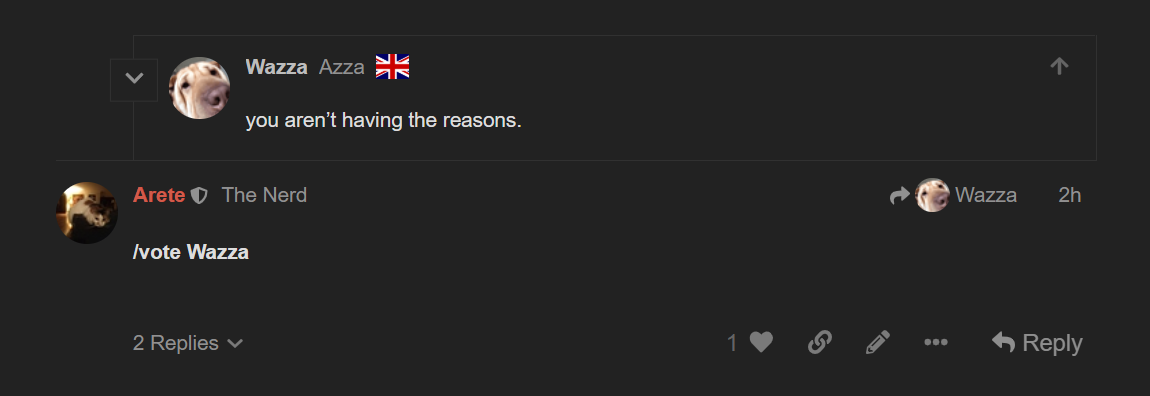 Wazza Azza
you aren’t having the reasons.
Arete The Nerd Wazza 2h
/vote Wazza
2 Replies 1 Reply